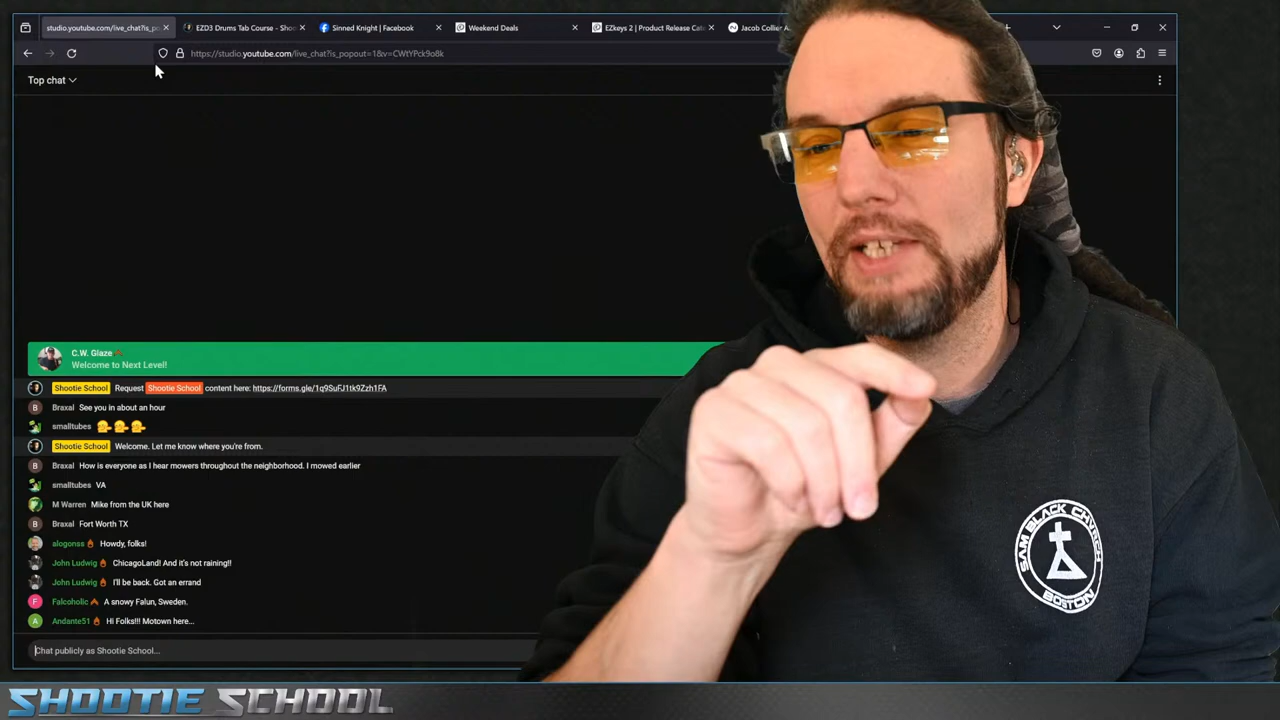 studio.youtube.com/live_chat?is_po
EZD3 Drums Tab Course - Shoo
Sinned Knight | Facebook
Weekend Deals
EZkeys 2 | Product Release Cat
Jacob Collier A
https://studio.youtube.com/live_chat?is_popout=1&v=CWtYPck9o8k
Top chat
C.W. Glaze
Welcome to Next Level!
Shootie School Request Shootie School content here: https://forms.gle/1q9SuFJ1tk9Zzh1FA
B Braxal See you in about an hour
smalltubes
Shootie School Welcome. Let me know where you're from.
B Braxal How is everyone as I hear mowers throughout the neighborhood. I mowed earlier
smalltubes VA
M Warren Mike from the UK here
B Braxal Fort Worth TX
alogonss Howdy, folks!
John Ludwig ChicagoLand! And it's not raining!!
John Ludwig I'll be back. Got an errand
F Falcoholic A snowy Falun, Sweden.
A Andante51 Hi Folks!!! Motown here...
Chat publicly as Shootie School...
SAM BLACK CHVRCH
BOSTON
SHOOTIE SCHOOL